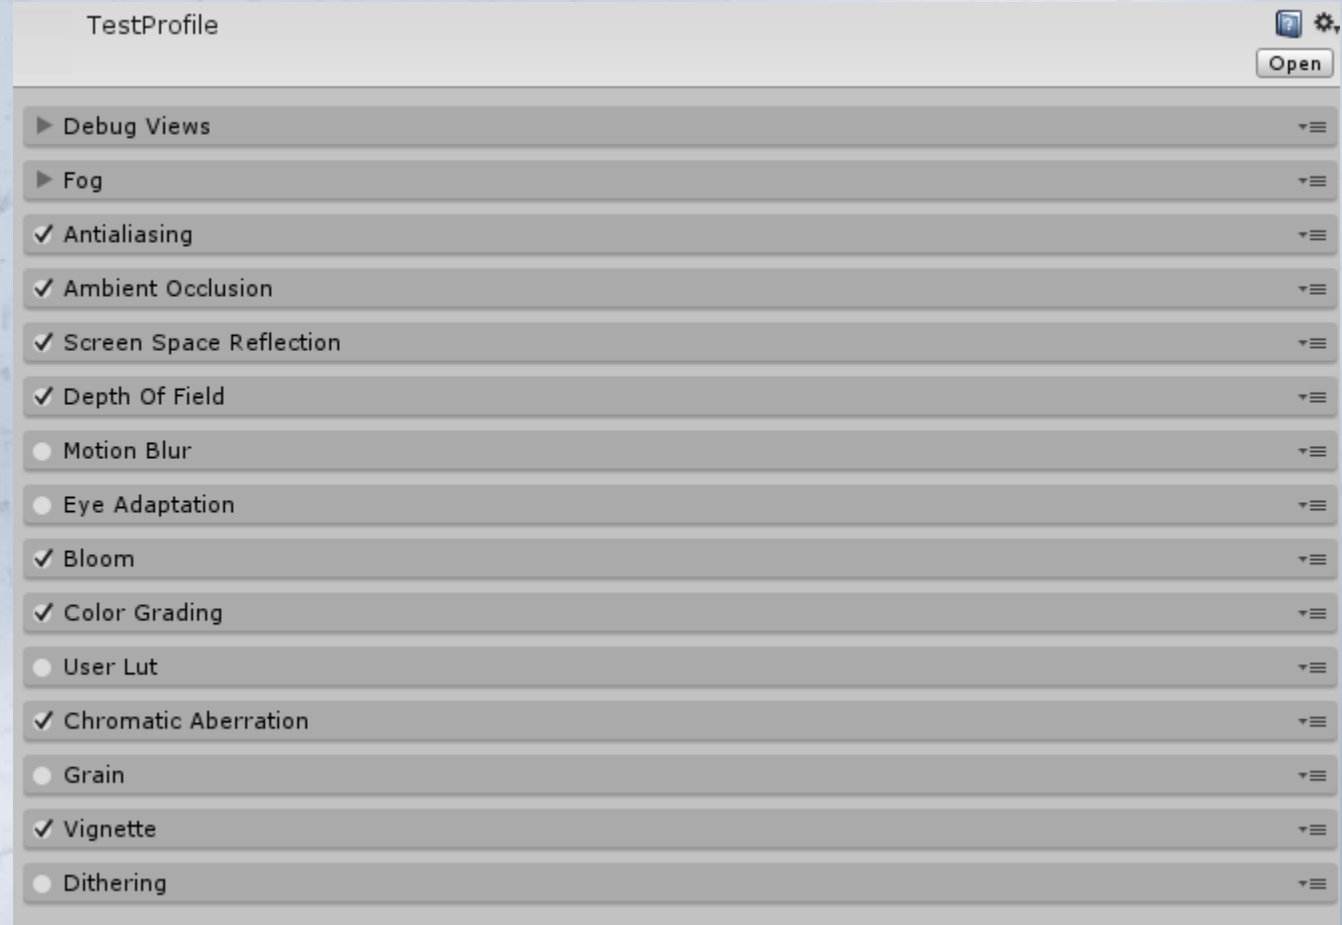 TestProfile
Open
Debug Views
Fog
Antialiasing
Ambient Occlusion
Screen Space Reflection
Depth Of Field
Motion Blur
Eye Adaptation
Bloom
Color Grading
User Lut
Chromatic Aberration
Grain
Vignette
Dithering